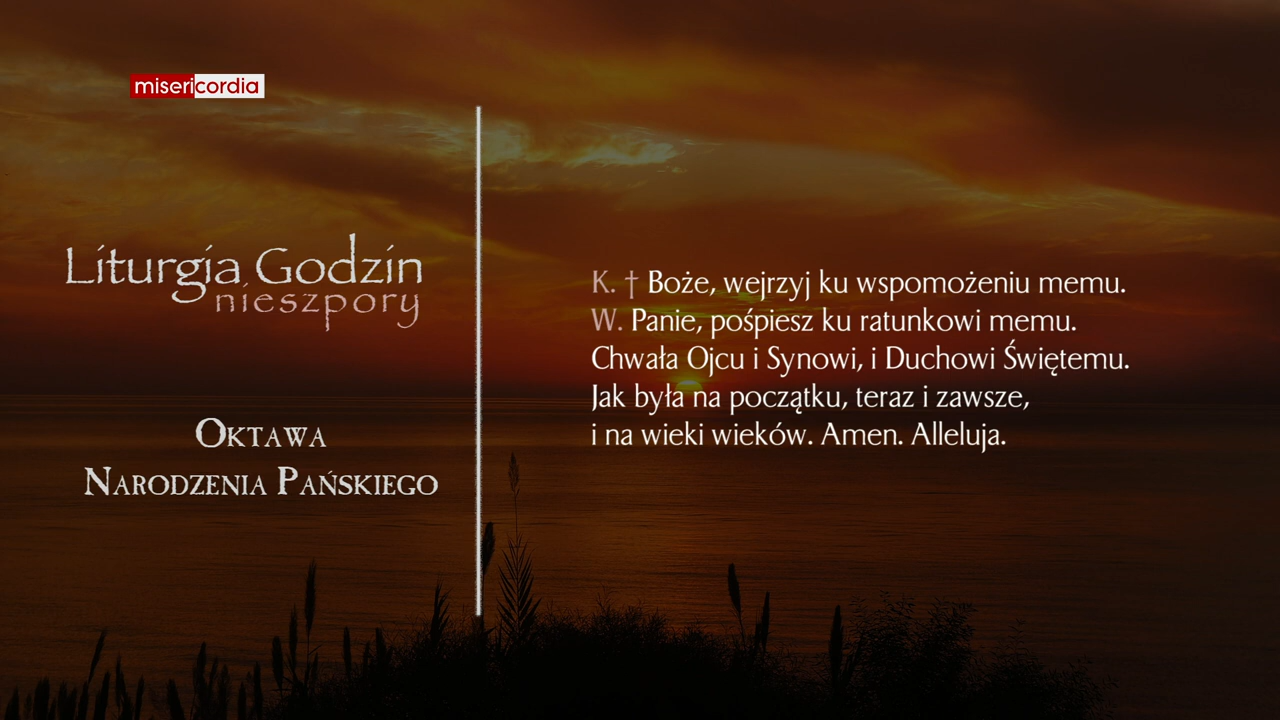 misericordia
Liturgia Godzin
nieszpory
Oktawa
Narodzenia Pańskiego
K. † Boże, wejrzyj ku wspomożeniu memu.
W. Panie, pośpiesz ku ratunkowi memu.
Chwała Ojcu i Synowi, i Duchowi Świętemu.
Jak była na początku, teraz i zawsze,
i na wieki wieków. Amen. Alleluja.